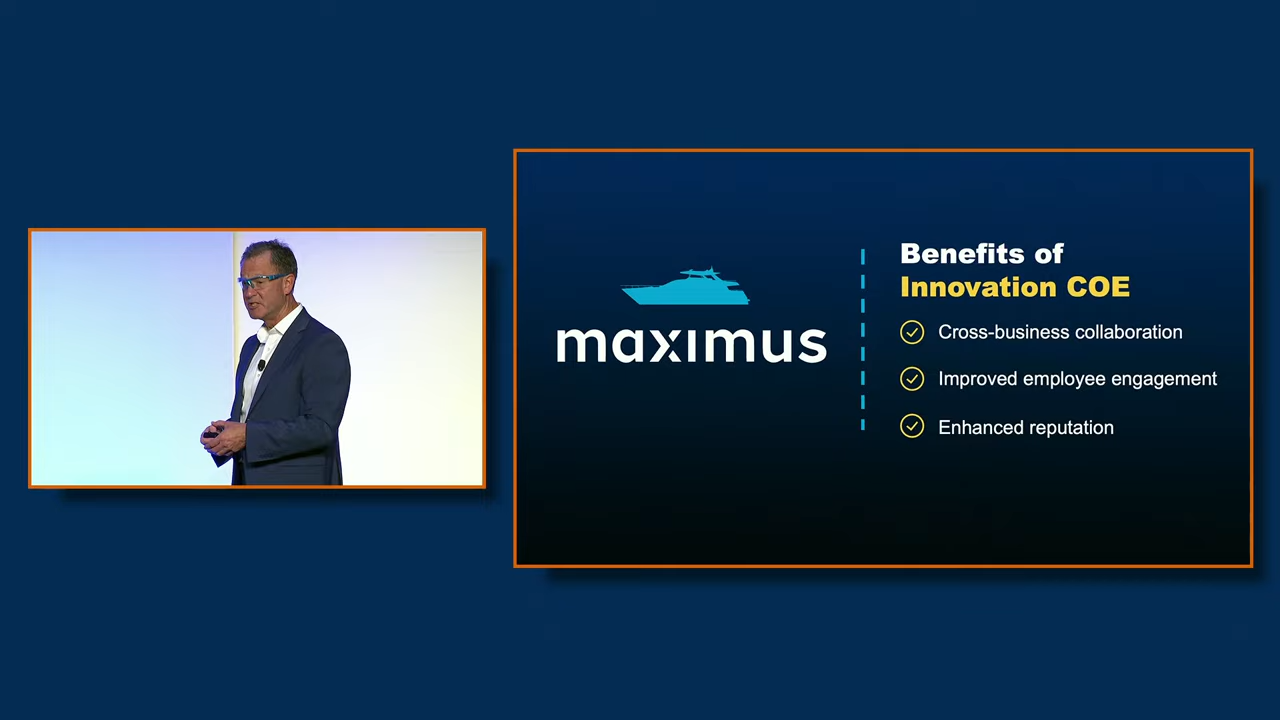 maximus
Benefits of
Innovation COE
Cross-business collaboration
Improved employee engagement
Enhanced reputation